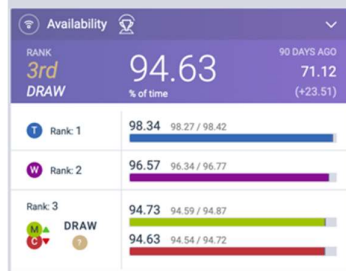 Availability
RANK
3rd
DRAW
94.63
% of time
90 DAYS AGO
71.12
(+23.51)
T Rank: 1
98.34 98.27 / 98.42
W Rank: 2
96.57 96.34 / 96.77
Rank: 3
M
C
DRAW
?
94.73 94.59 / 94.87
94.63 94.54 / 94.72